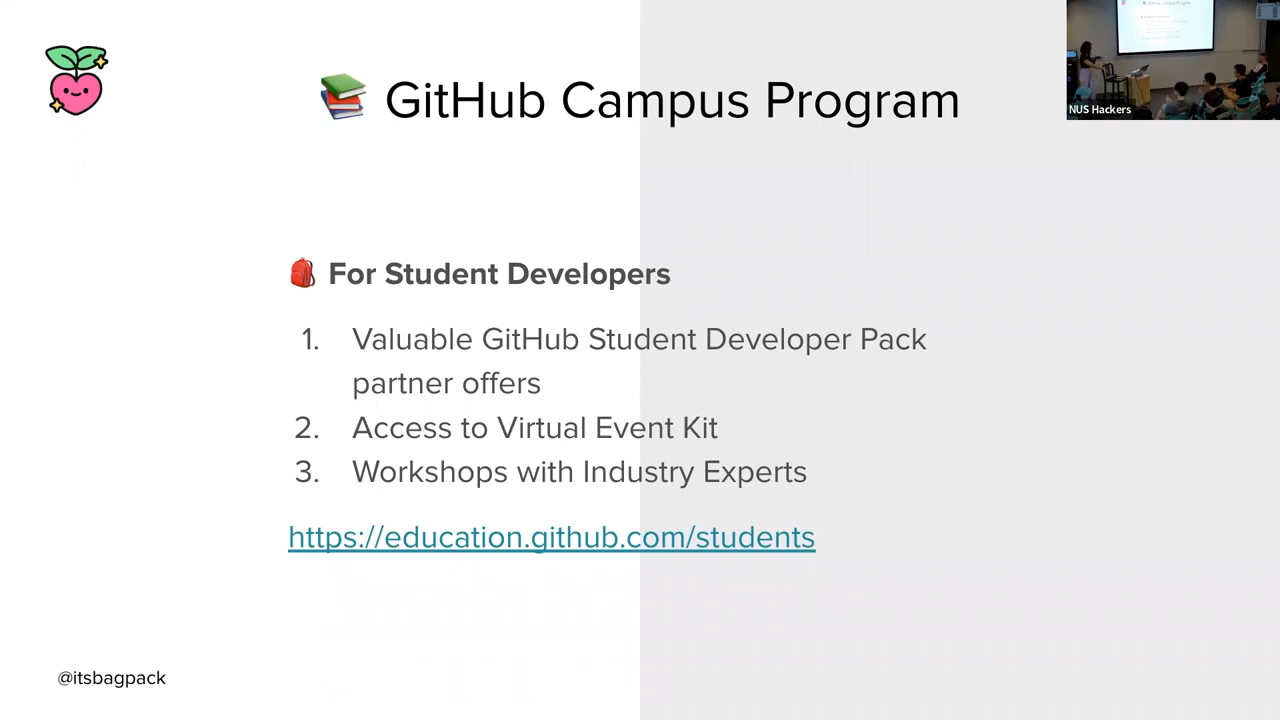 📚 GitHub Campus Program
NUS Hackers
🎒 For Student Developers
1. Valuable GitHub Student Developer Pack
partner offers
2. Access to Virtual Event Kit
3. Workshops with Industry Experts
https://education.github.com/students
@itsbagpack